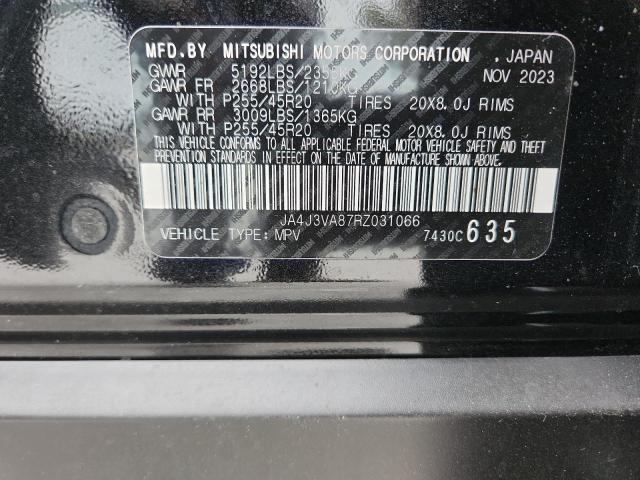 MFD.BY MITSUBISHI MOTORS CORPORATION , JAPAN
GVWR 5192LBS/2355KG NOV 2023
GAWR FR 2668LBS/1210KG
WITH P255/45R20 TIRES 20X8.0J RIMS
GAWR RR 3009LBS/1365KG
WITH P255/45R20 TIRES 20X8.0J RIMS
THIS VEHICLE CONFORMS TO ALL APPLICABLE FEDERAL MOTOR VEHICLE SAFETY AND THEFT
PREVENTION STANDARDS IN EFFECT ON THE DATE OF MANUFACTURE SHOWN ABOVE.
JA4J3VA87RZ031066
VEHICLE TYPE: MPV 7430C 635